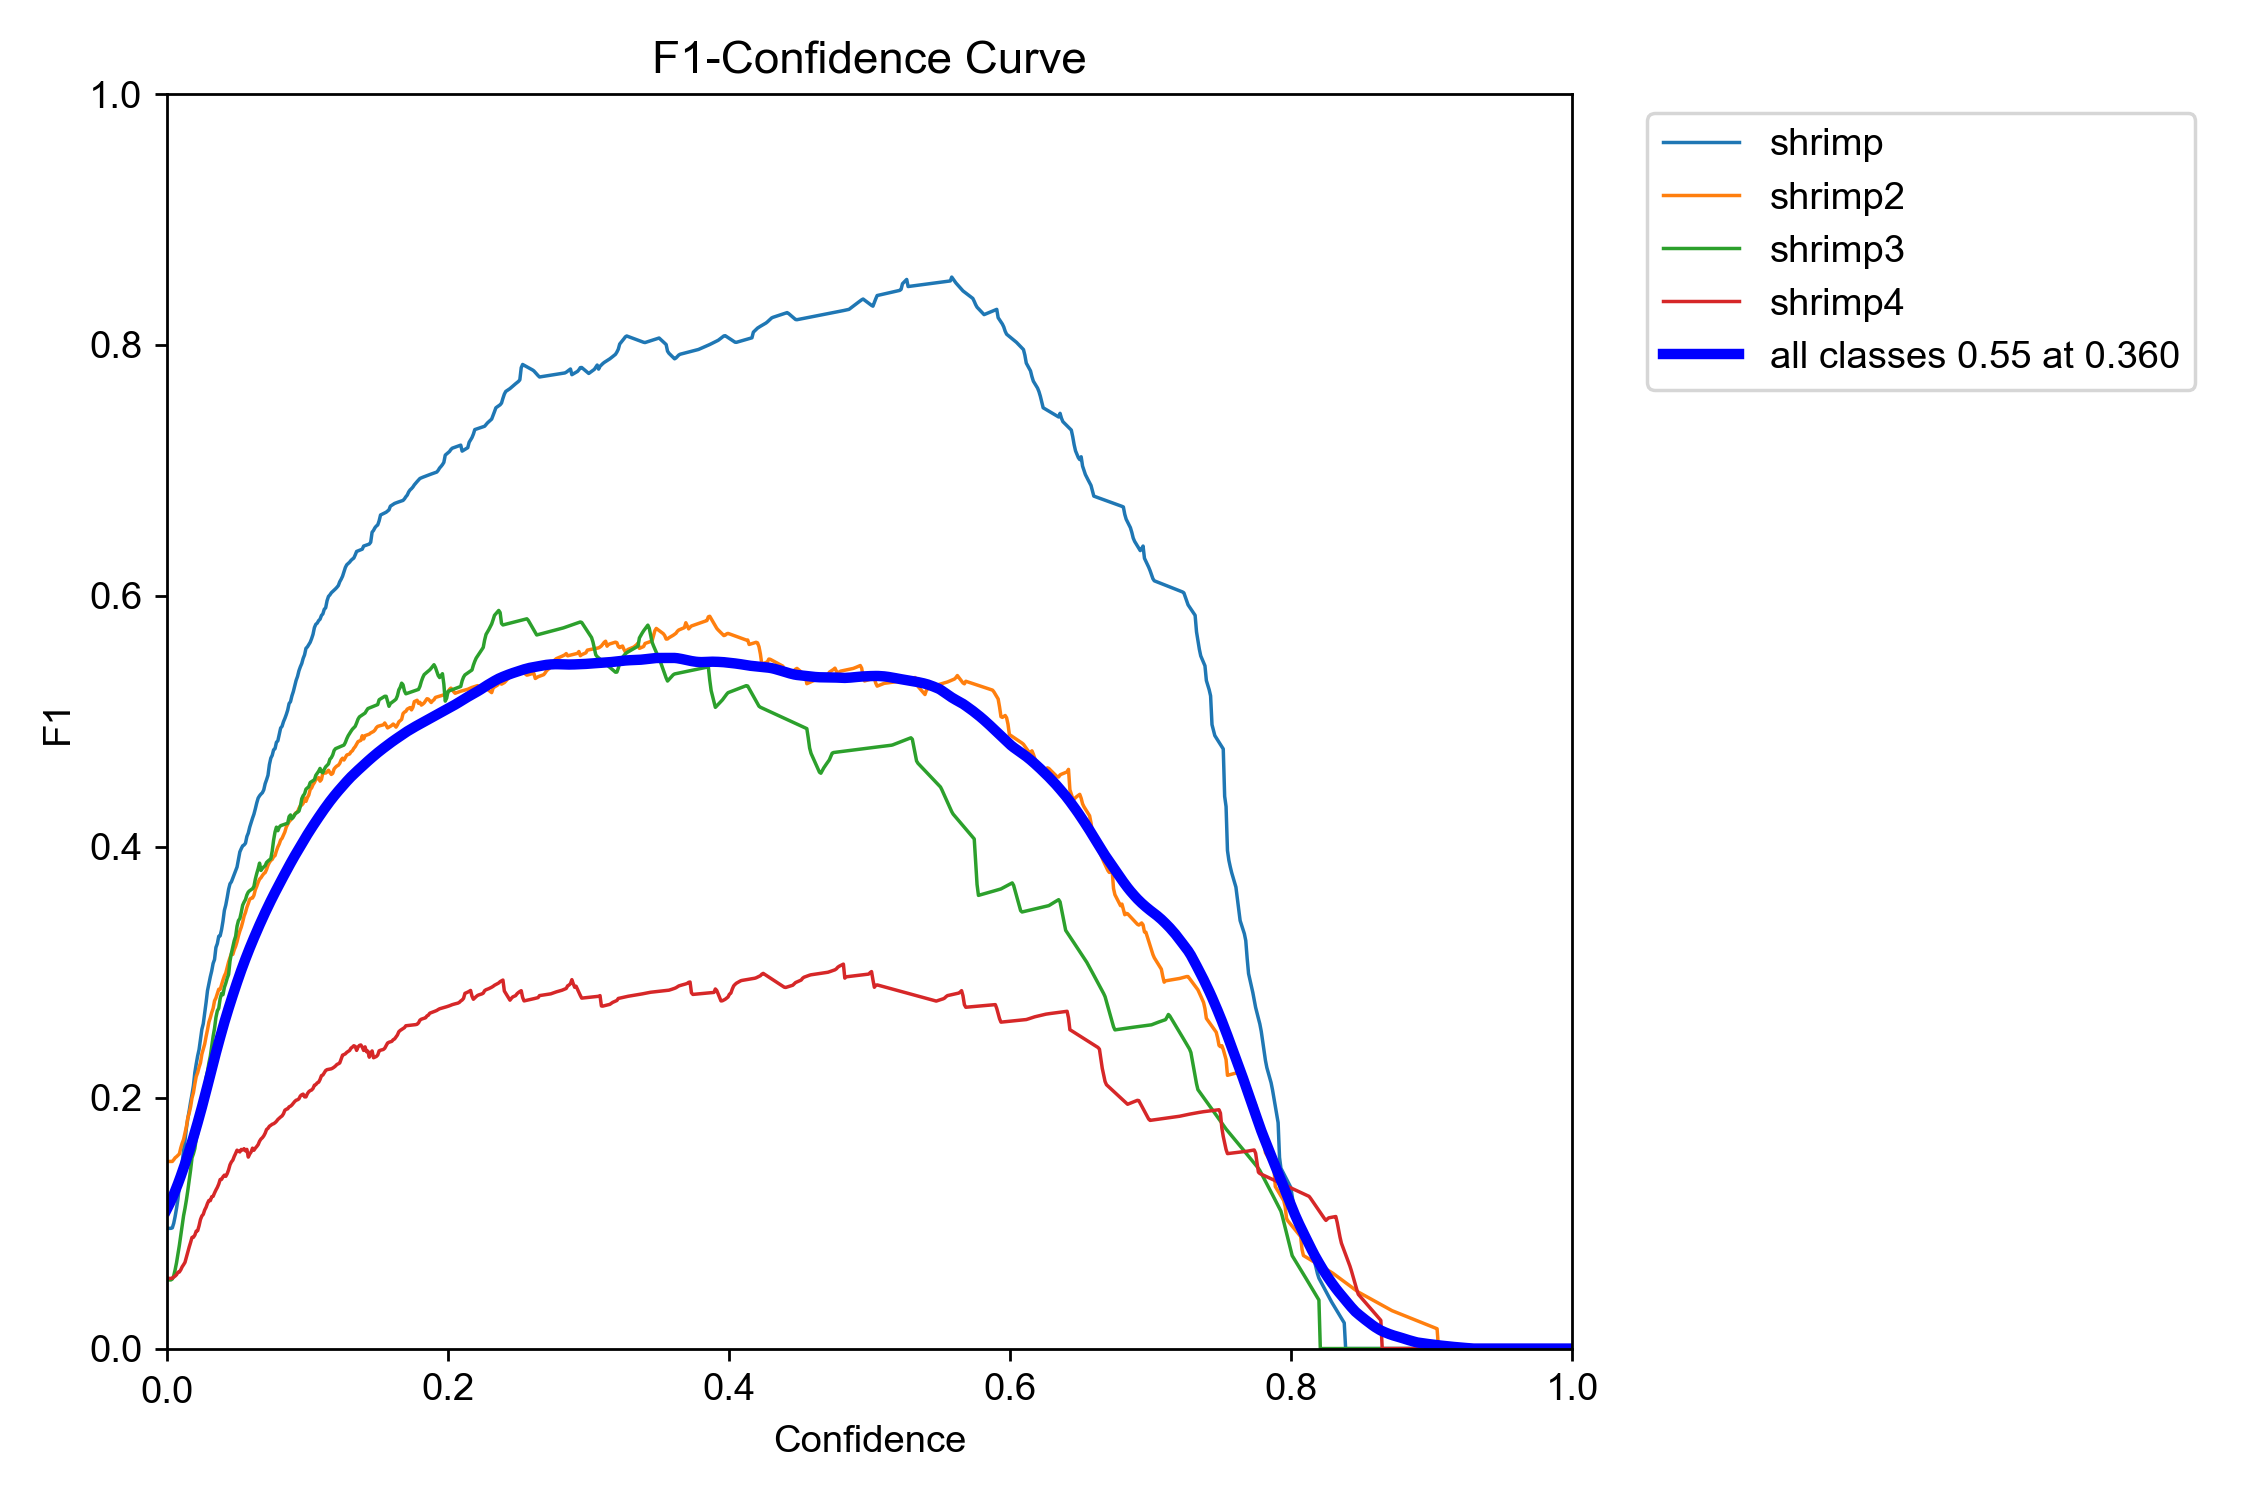 F1-Confidence Curve
1.0
0.8
0.6
0.4
0.2
0.0
F1
0.0 0.2 0.4 0.6 0.8 1.0
Confidence
shrimp
shrimp2
shrimp3
shrimp4
all classes 0.55 at 0.360